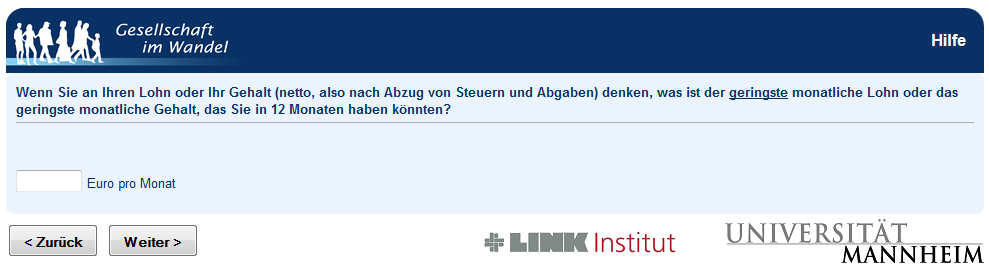 Gesellschaft
im Wandel
Hilfe
Wenn Sie an Ihren Lohn oder Ihr Gehalt (netto, also nach Abzug von Steuern und Abgaben) denken, was ist der geringste monatliche Lohn oder das
geringste monatliche Gehalt, das Sie in 12 Monaten haben könnten?
Euro pro Monat
< Zurück
Weiter >
LINK Institut
UNIVERSITÄT
MANNHEIM